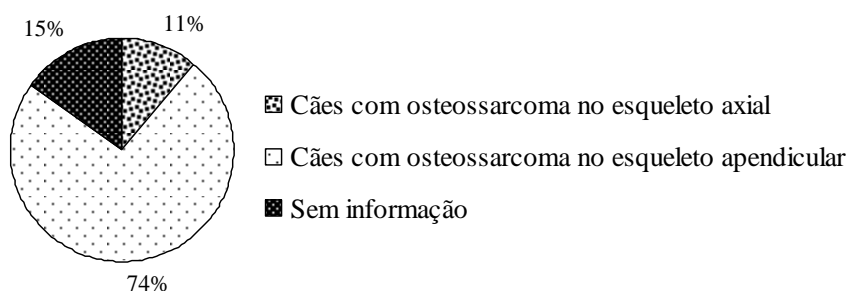 15%
11%
Cães com osteossarcoma no esqueleto axial
Cães com osteossarcoma no esqueleto apendicular
Sem informação
74%